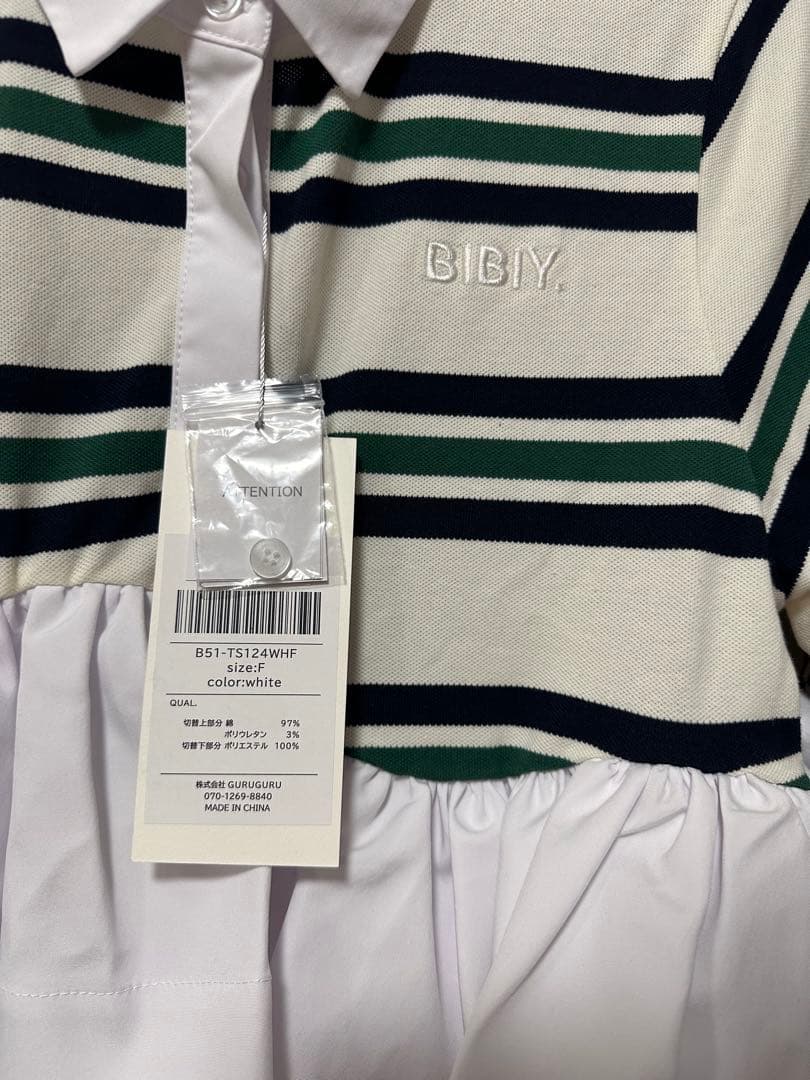 BIBIY.
ATTENTION
B51-TS124WHF
size:F
color:white
QUAL.
切替上部分 綿 97%
ポリウレタン 3%
切替下部分 ポリエステル 100%
株式会社 GURUGURU
070-1269-8840
MADE IN CHINA